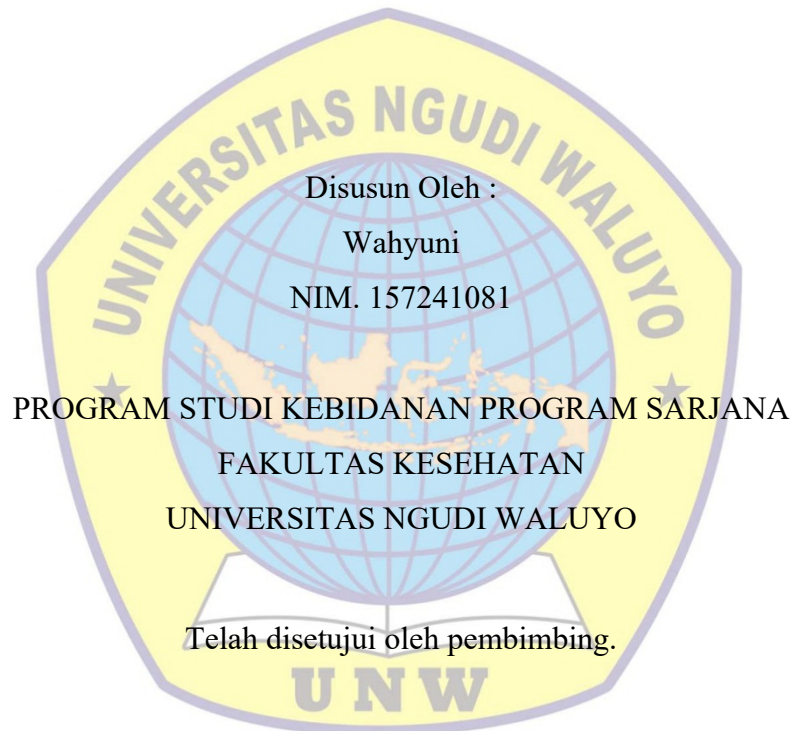 UNIVERSITAS NGUDI WALUYO
Disusun Oleh :
Wahyuni
NIM. 157241081
PROGRAM STUDI KEBIDANAN PROGRAM SARJANA
FAKULTAS KESEHATAN
UNIVERSITAS NGUDI WALUYO
Telah disetujui oleh pembimbing.
UNW